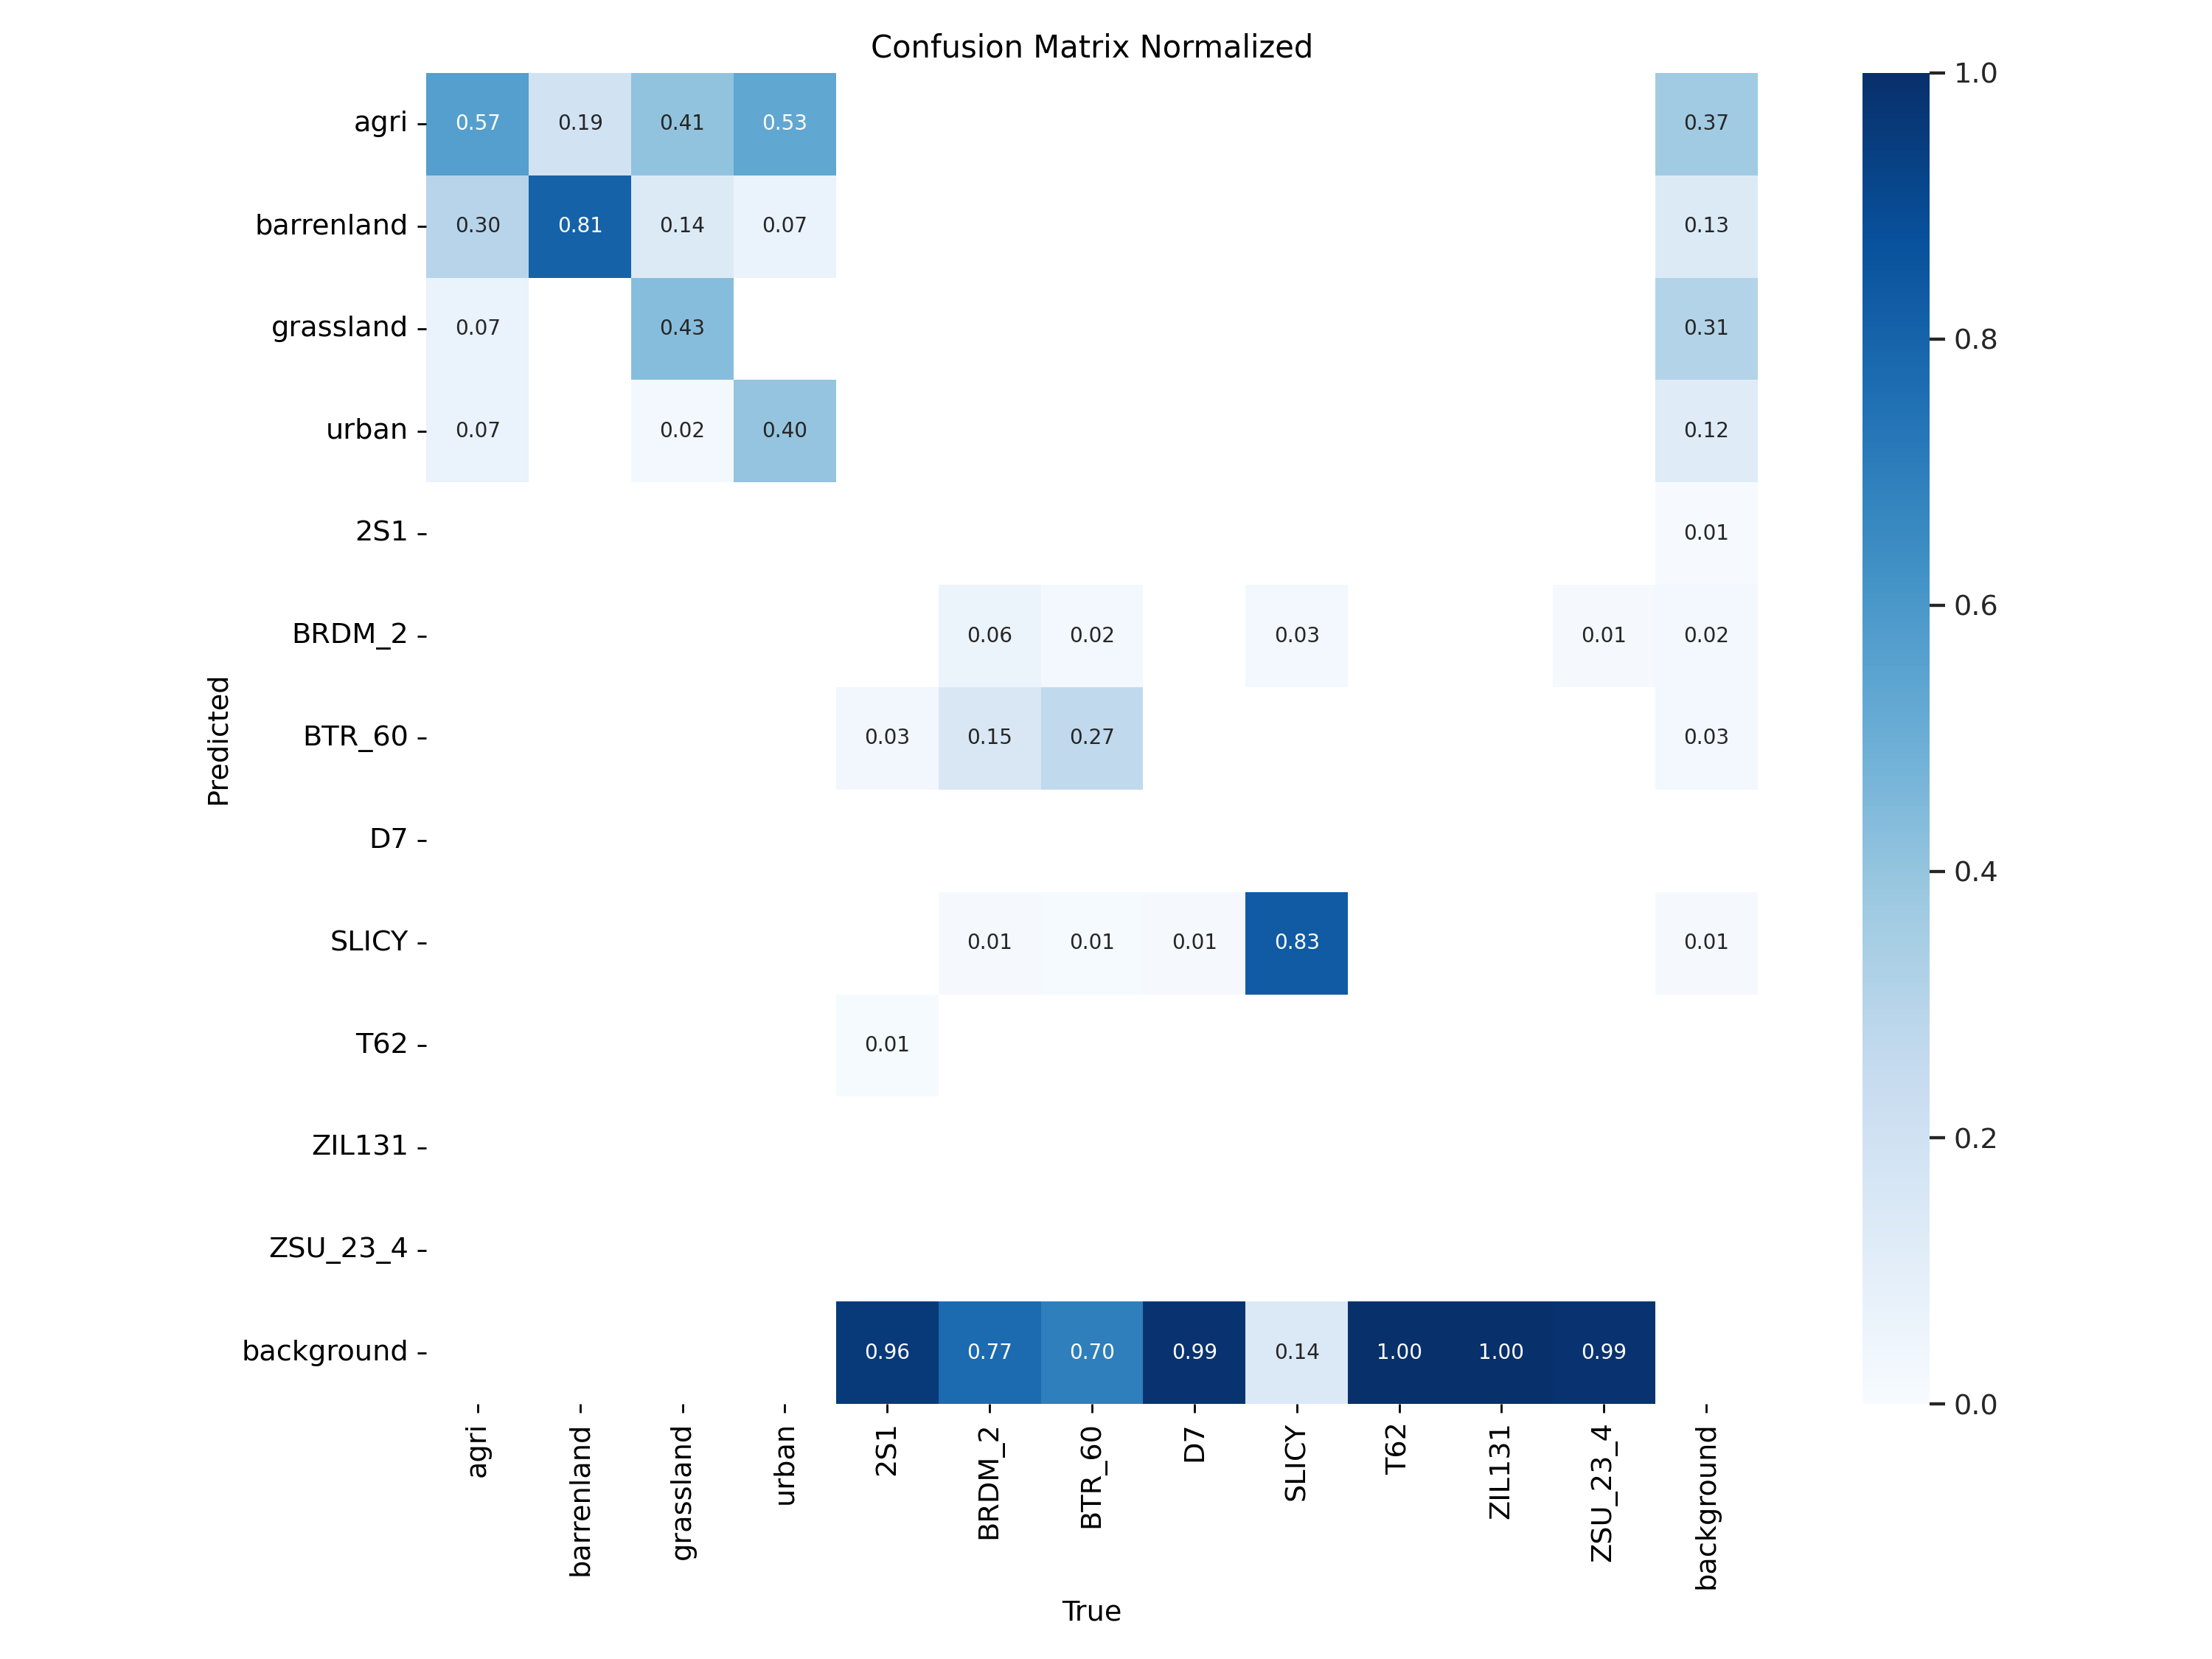 Confusion Matrix Normalized
agri 0.57 0.19 0.41 0.53 0.37
barrenland 0.30 0.81 0.14 0.07 0.13
grassland 0.07 0.43 0.31
urban 0.07 0.02 0.40 0.12
2S1 0.01
BRDM_2 0.06 0.02 0.03 0.01 0.02
BTR_60 0.03 0.15 0.27 0.03
D7
SLICY 0.01 0.01 0.01 0.83 0.01
T62 0.01
ZIL131
ZSU_23_4
background 0.96 0.77 0.70 0.99 0.14 1.00 1.00 0.99
Predicted
agri barrenland grassland urban 2S1 BRDM_2 BTR_60 D7 SLICY T62 ZIL131 ZSU_23_4 background
True
1.0
0.8
0.6
0.4
0.2
0.0